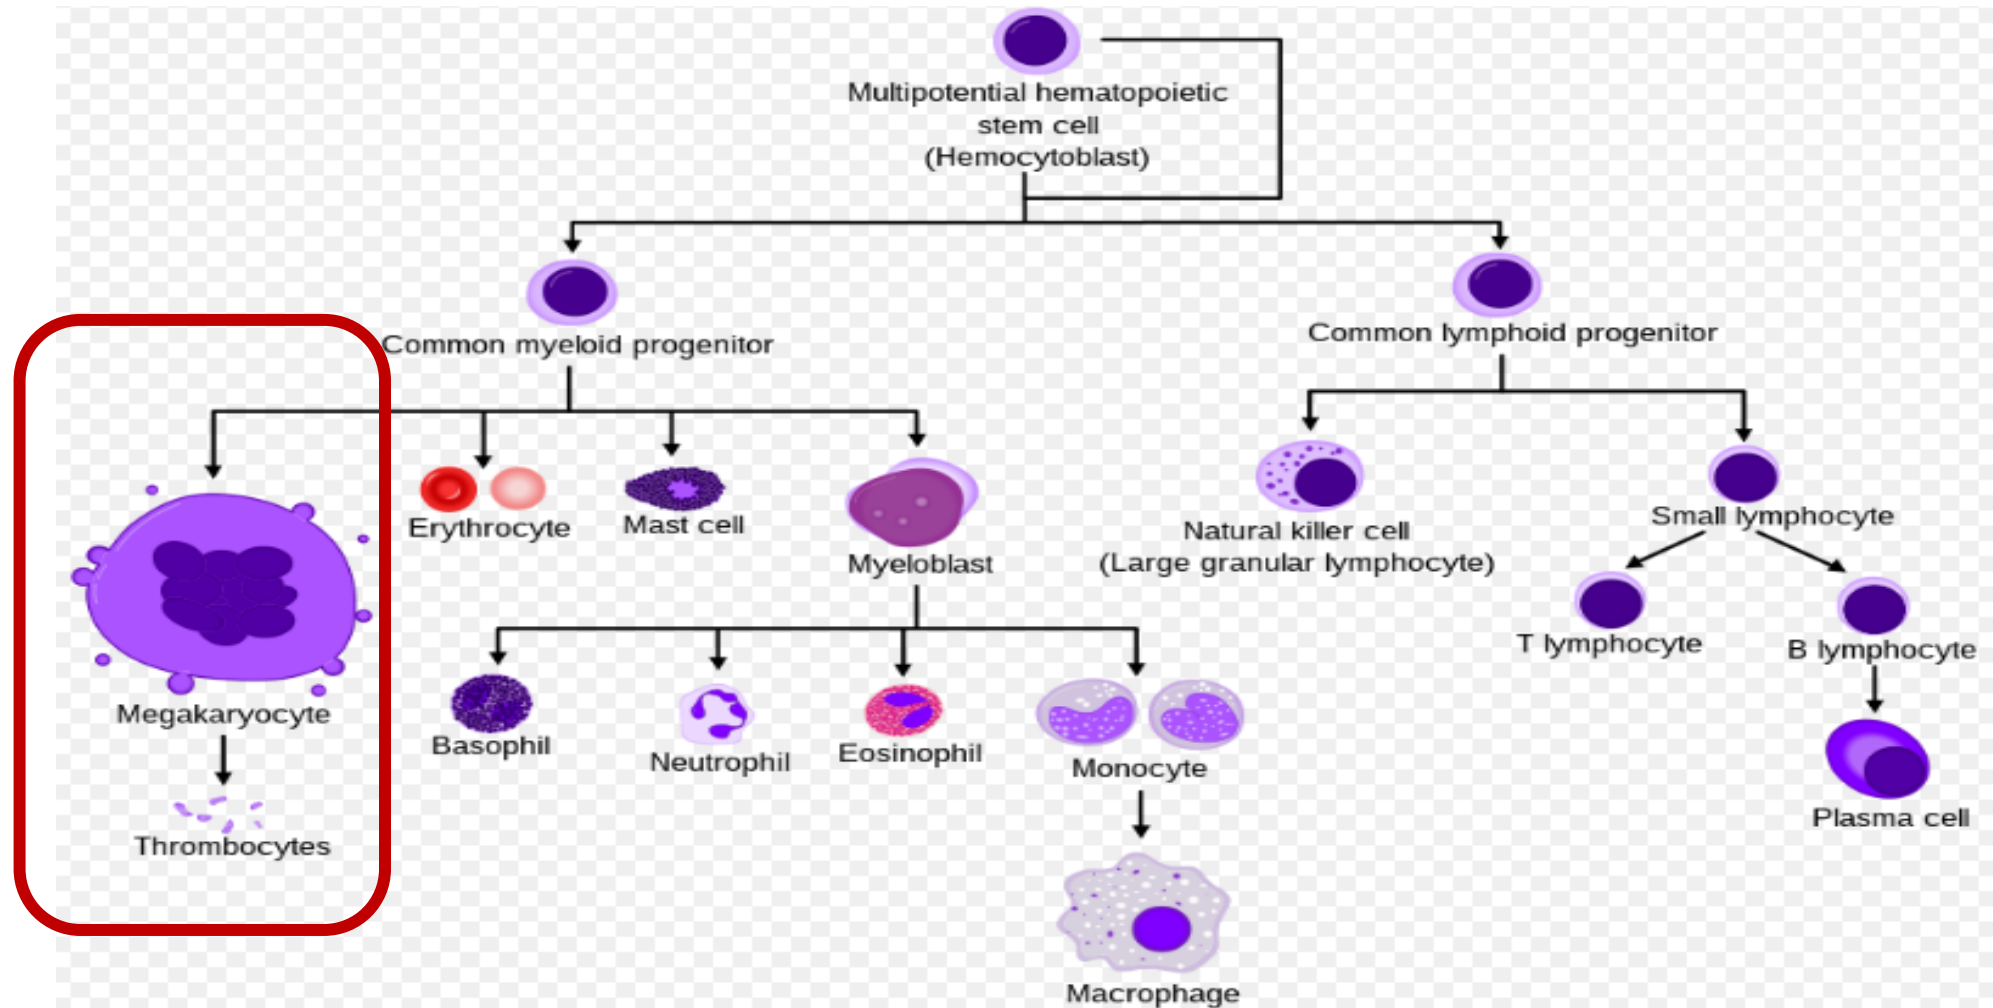 Multipotential hematopoietic
stem cell
(Hemocytoblast)
Common myeloid progenitor
Common lymphoid progenitor
Erythrocyte
Mast cell
Myeloblast
Natural killer cell
(Large granular lymphocyte)
Small lymphocyte
T lymphocyte
B lymphocyte
Megakaryocyte
Basophil
Neutrophil
Eosinophil
Monocyte
Plasma cell
Thrombocytes
Macrophage